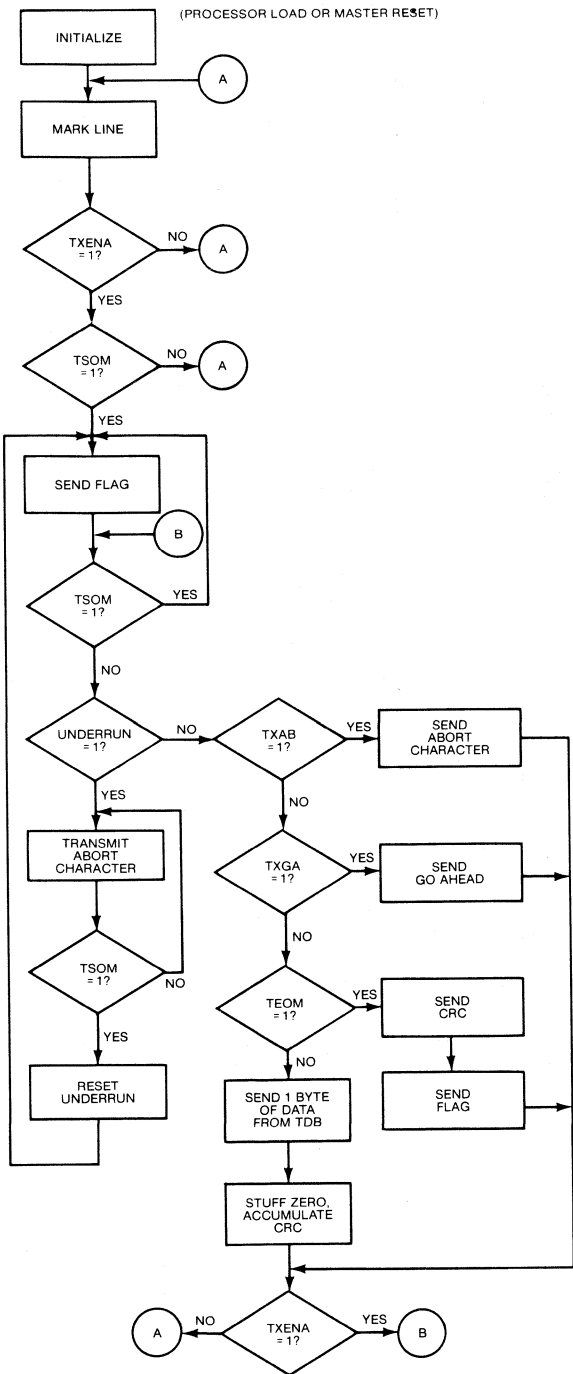 (PROCESSOR LOAD OR MASTER RESET)
INITIALIZE
A
MARK LINE
TXENA
= 1?
NO
A
YES
TSOM
= 1?
NO
A
YES
SEND FLAG
B
TSOM
= 1?
YES
NO
UNDERRUN
= 1?
NO
TXAB
= 1?
YES
SEND
ABORT
CHARACTER
YES
NO
TRANSMIT
ABORT
CHARACTER
TXGA
= 1?
YES
SEND
GO AHEAD
NO
TSOM
= 1?
NO
YES
TEOM
= 1?
YES
SEND
CRC
NO
RESET
UNDERRUN
SEND 1 BYTE
OF DATA
FROM TDB
SEND
FLAG
STUFF ZERO,
ACCUMULATE
CRC
A
NO
TXENA
= 1?
YES
B